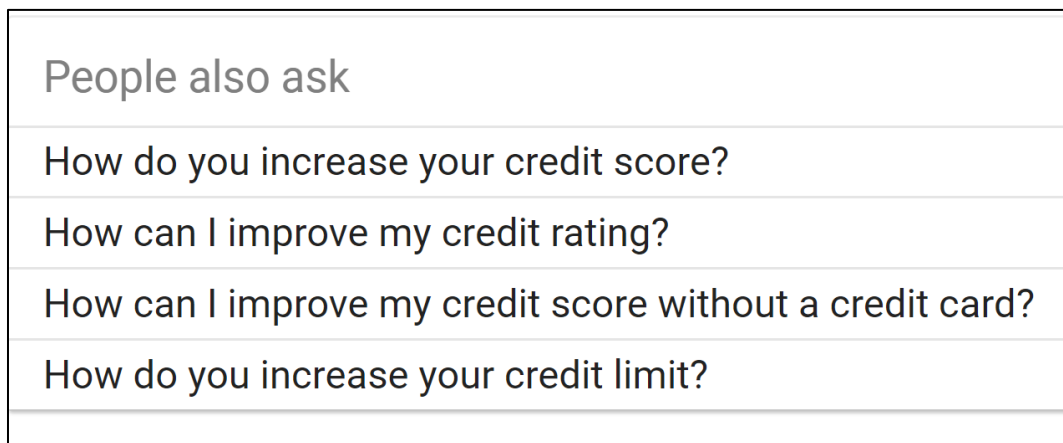 People also ask
How do you increase your credit score?
How can I improve my credit rating?
How can I improve my credit score without a credit card?
How do you increase your credit limit?